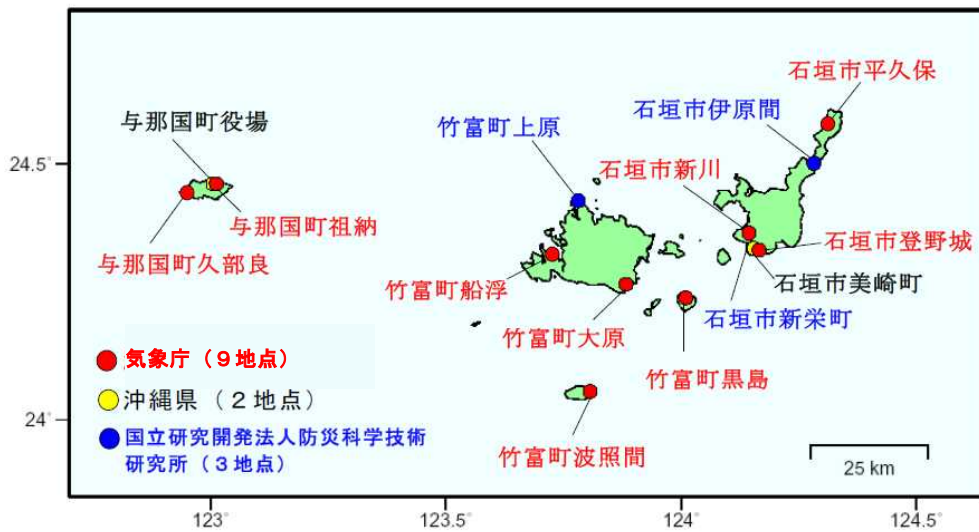 石垣市平久保
石垣市伊原間
与那国町役場
竹富町上原
石垣市新川
24.5°
与那国町祖納
石垣市登野城
与那国町久部良
石垣市美崎町
竹富町船浮
石垣市新栄町
竹富町大原
竹富町黒島
気象庁（９地点）
沖縄県（２地点）
国立研究開発法人防災科学技術
研究所（３地点）
24°
竹富町波照間
25 km
123°
123.5°
124°
124.5°